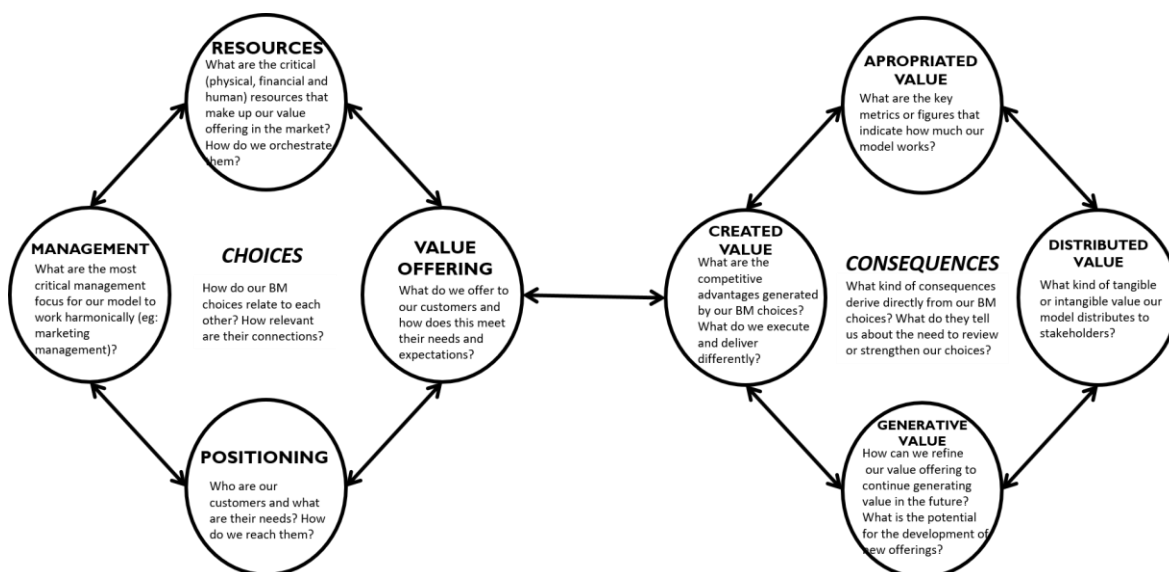 RESOURCES
What are the critical
(physical, financial and
human) resources that
make up our value
offering in the market?
How do we orchestrate
them?
MANAGEMENT
What are the most
critical management
focus for our model to
work harmonically (eg:
marketing
management)?
CHOICES
How do our BM
choices relate to each
other? How relevant
are their connections?
VALUE
OFFERING
What do we offer to
our customers and
how does this meet
their needs and
expectations?
POSITIONING
Who are our
customers and what
are their needs? How
do we reach them?
APROPRIATED
VALUE
What are the key
metrics or figures that
indicate how much our
model works?
CREATED
VALUE
What are the
competitive
advantages generated
by our BM choices?
What do we execute
and deliver
differently?
CONSEQUENCES
What kind of consequences
derive directly from our BM
choices? What do they tell
us about the need to review
or strengthen our choices?
DISTRIBUTED
VALUE
What kind of tangible
or intangible value our
model distributes to
stakeholders?
GENERATIVE
VALUE
How can we refine
our value offering to
continue generating
value in the future?
What is the potential
for the development of
new offerings?